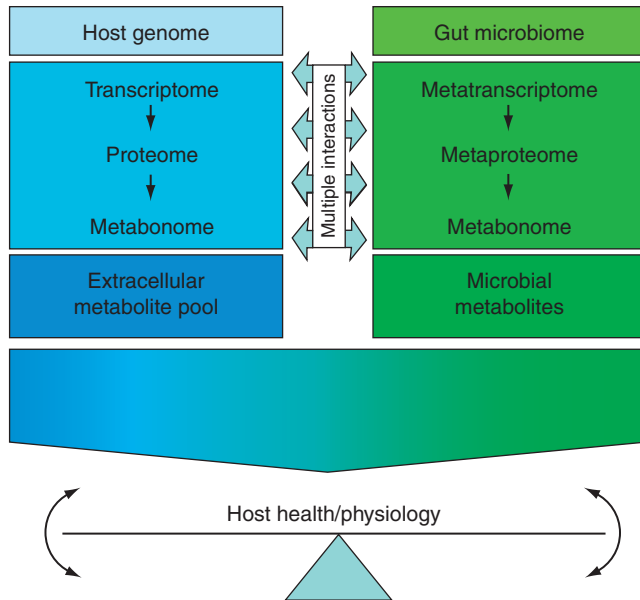 Host genome
Transcriptome
Proteome
Metabonome
Extracellular
metabolite pool
Multiple interactions
Gut microbiome
Metatranscriptome
Metaproteome
Metabonome
Microbial
metabolites
Host health/physiology